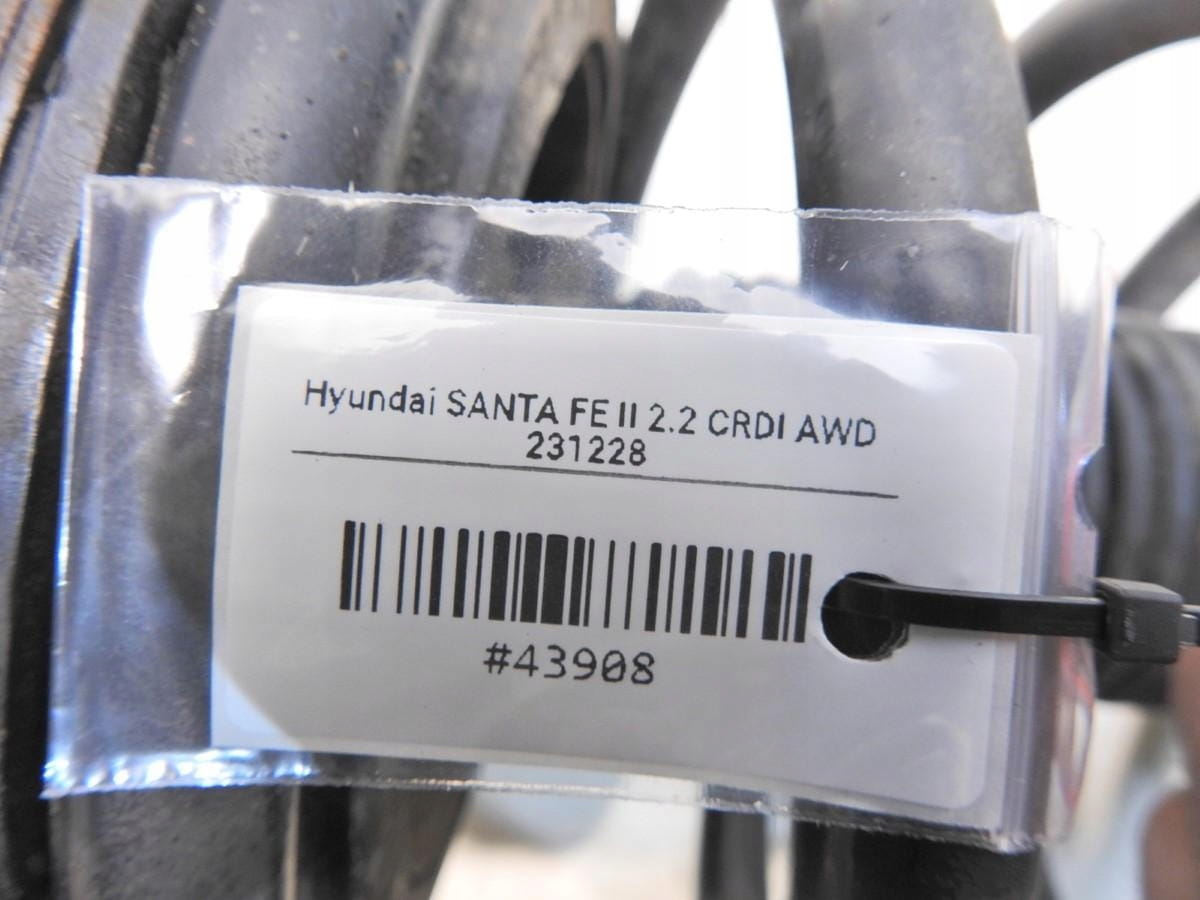 Hyundai SANTA FE II 2.2 CRDI AWD
231228
#43908